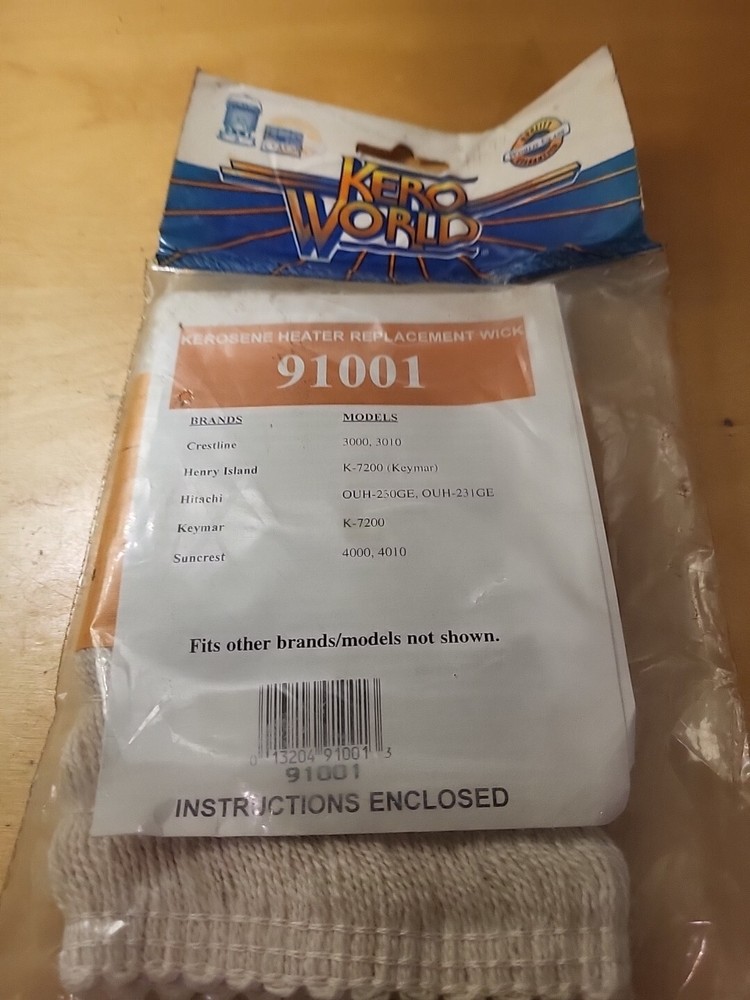 KERO
WORLD
KEROSENE HEATER REPLACEMENT WICK
91001
BRANDS MODELS
Crestline 3000, 3010
Henry Island K-7200 (Keymar)
Hitachi OUH-230GE, OUH-231GE
Keymar K-7200
Suncrest 4000, 4010
Fits other brands/models not shown.
0 13204 91001 3
91001
INSTRUCTIONS ENCLOSED